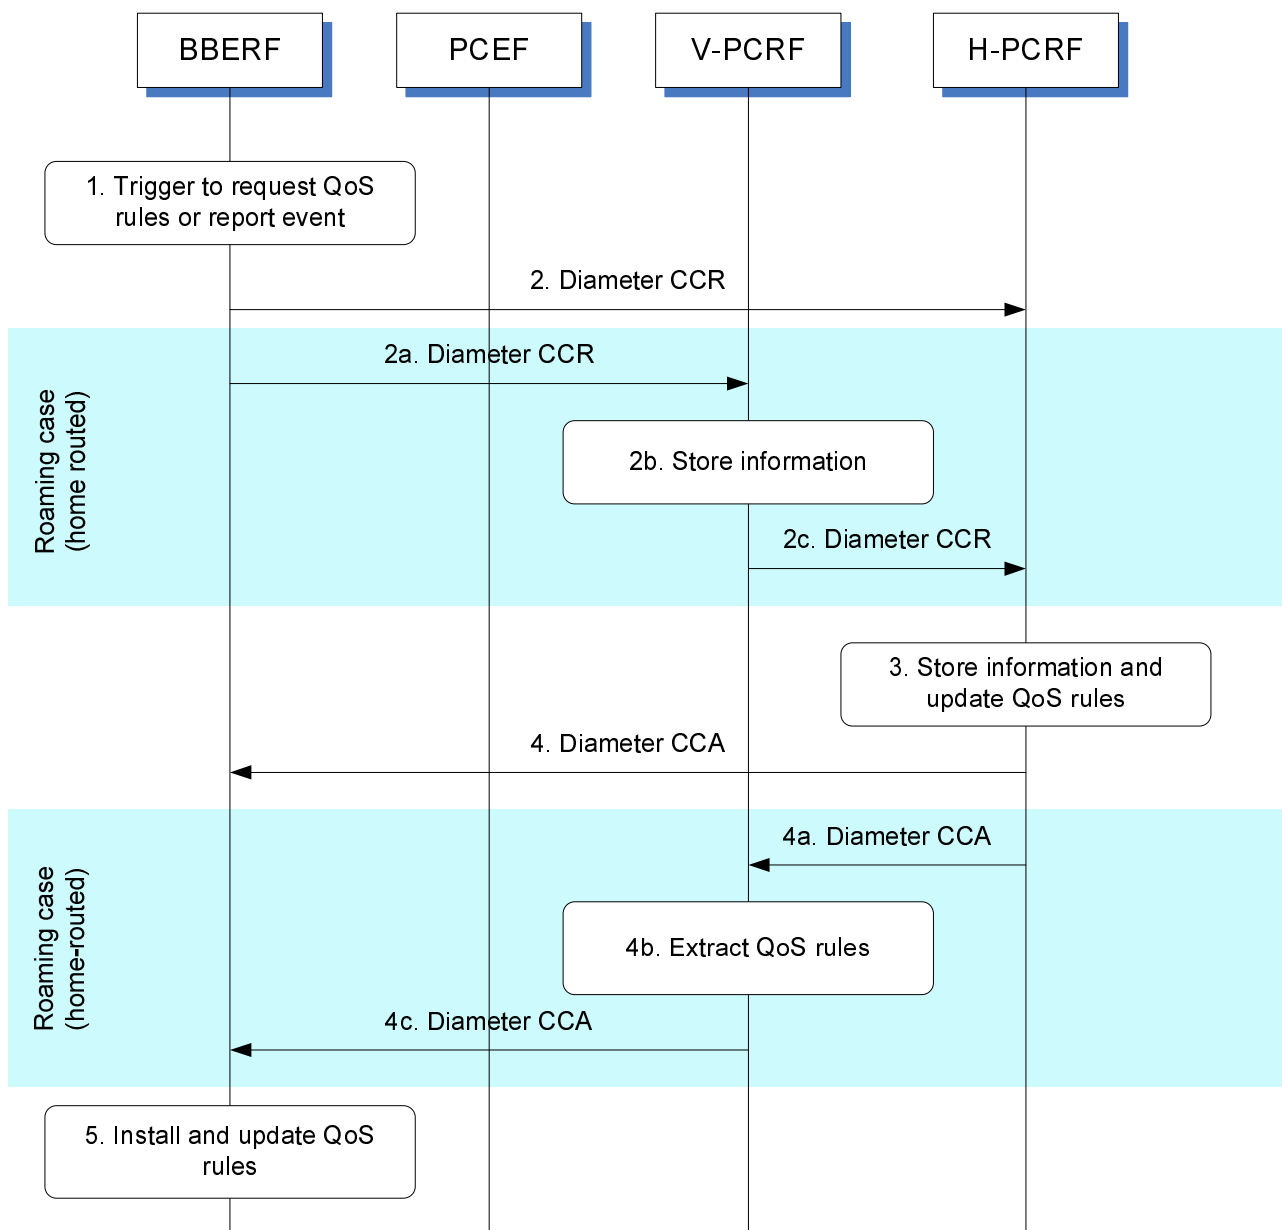 BBERF
PCEF
V-PCRF
H-PCRF
1. Trigger to request QoS
rules or report event
2. Diameter CCR
2a. Diameter CCR
Roaming case
(home routed)
2b. Store information
2c. Diameter CCR
3. Store information and
update QoS rules
4. Diameter CCA
4a. Diameter CCA
Roaming case
(home-routed)
4b. Extract QoS rules
4c. Diameter CCA
5. Install and update QoS
rules